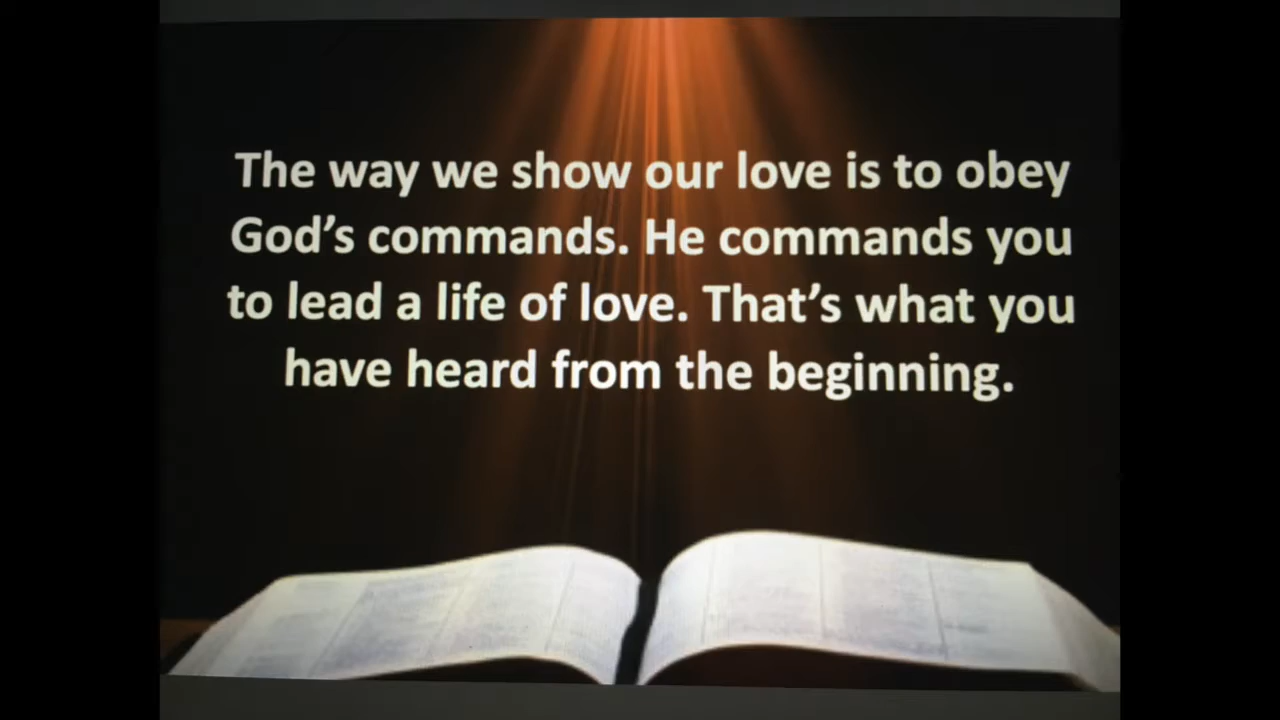 The way we show our love is to obey
God’s commands. He commands you
to lead a life of love. That’s what you
have heard from the beginning.